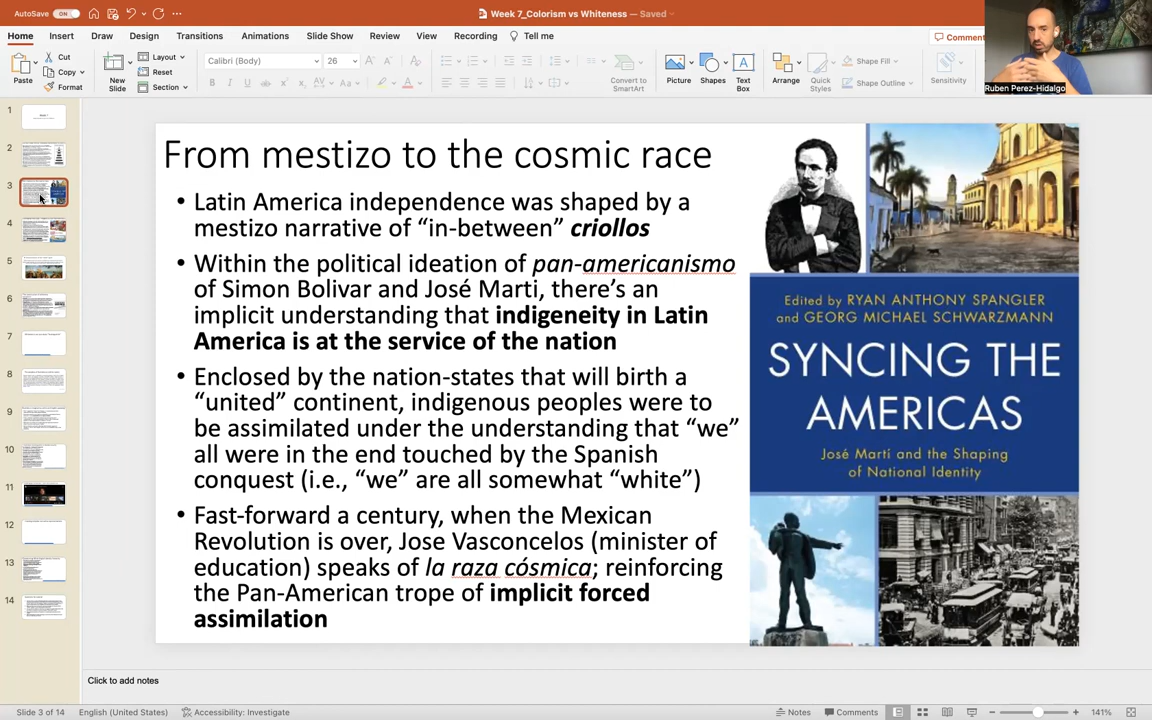 AutoSave ON
Week 7_Colorism vs Whiteness — Saved
Home Insert Draw Design Transitions Animations Slide Show Review View Recording Tell me
Comment
Paste
Cut
Copy
Format
New Slide
Layout
Reset
Section
Calibri (Body) 26
Convert to SmartArt
Picture
Shapes
Text Box
Arrange
Quick Styles
Shape Fill
Shape Outline
Sensitivity
Ruben Perez-Hidalgo
1
2
3
4
5
6
7
8
9
10
11
12
13
14
From mestizo to the cosmic race
• Latin America independence was shaped by a
mestizo narrative of “in-between” criollos
• Within the political ideation of pan-americanismo
of Simon Bolivar and José Marti, there’s an
implicit understanding that indigeneity in Latin
America is at the service of the nation
• Enclosed by the nation-states that will birth a
“united” continent, indigenous peoples were to
be assimilated under the understanding that “we”
all were in the end touched by the Spanish
conquest (i.e., “we” are all somewhat “white”)
• Fast-forward a century, when the Mexican
Revolution is over, Jose Vasconcelos (minister of
education) speaks of la raza cósmica; reinforcing
the Pan-American trope of implicit forced
assimilation
Edited by RYAN ANTHONY SPANGLER
and GEORG MICHAEL SCHWARZMANN
SYNCING THE
AMERICAS
José Martí and the Shaping
of National Identity
Click to add notes
Slide 3 of 14 English (United States) Accessibility: Investigate
Notes Comments 141%